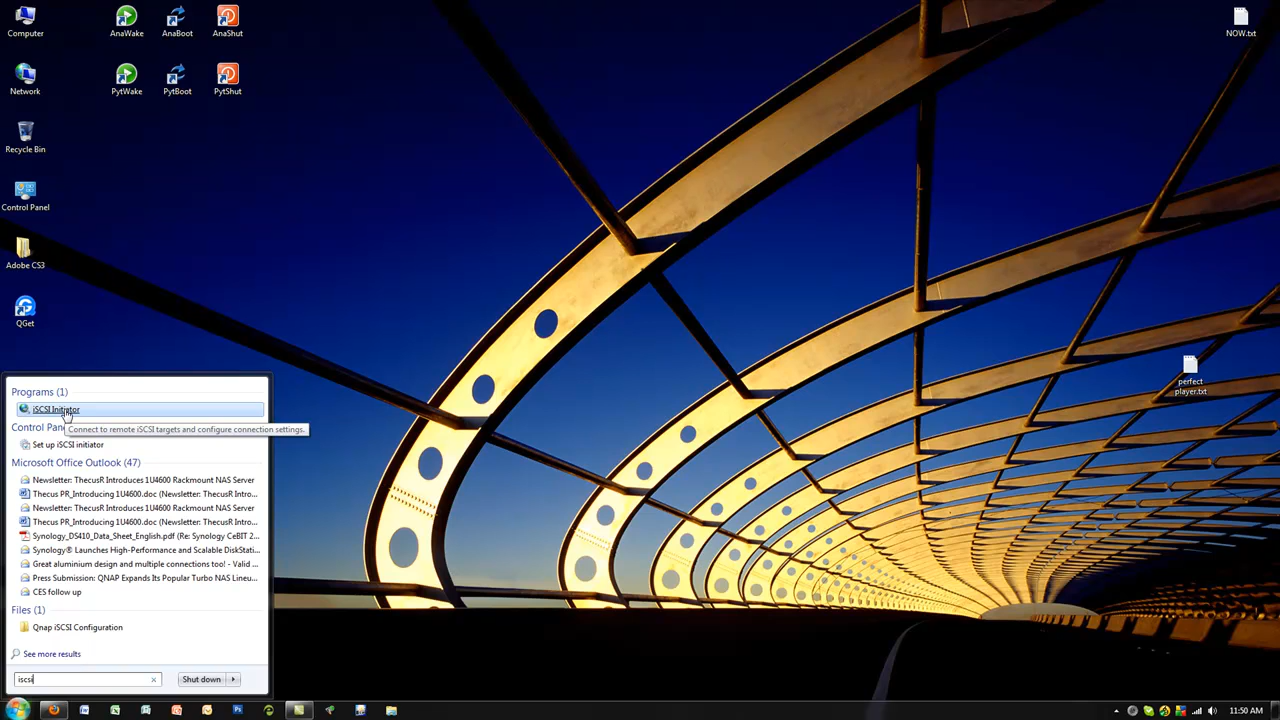 Computer
AnaWake
AnaBoot
AnaShut
NOW.txt
Network
PytWake
PytBoot
PytShut
Recycle Bin
Control Panel
Adobe CS3
QGet
perfect
player.txt
Programs (1)
iSCSI Initiator
Control Pan
Connect to remote iSCSI targets and configure connection settings.
Set up iSCSI initiator
Microsoft Office Outlook (47)
Newsletter: ThecusR Introduces 1U4600 Rackmount NAS Server
Thecus PR_Introducing 1U4600.doc (Newsletter: ThecusR Intro...
Newsletter: ThecusR Introduces 1U4600 Rackmount NAS Server
Thecus PR_Introducing 1U4600.doc (Newsletter: ThecusR Intro...
Synology_DS410_Data_Sheet_English.pdf (Re: Synology CeBIT 2...
Synology® Launches High-Performance and Scalable DiskStati...
Great aluminium design and multiple connections too! - Valid ...
Press Submission: QNAP Expands Its Popular Turbo NAS Lineu...
CES follow up
Files (1)
Qnap iSCSI Configuration
See more results
iscsi
Shut down
11:50 AM